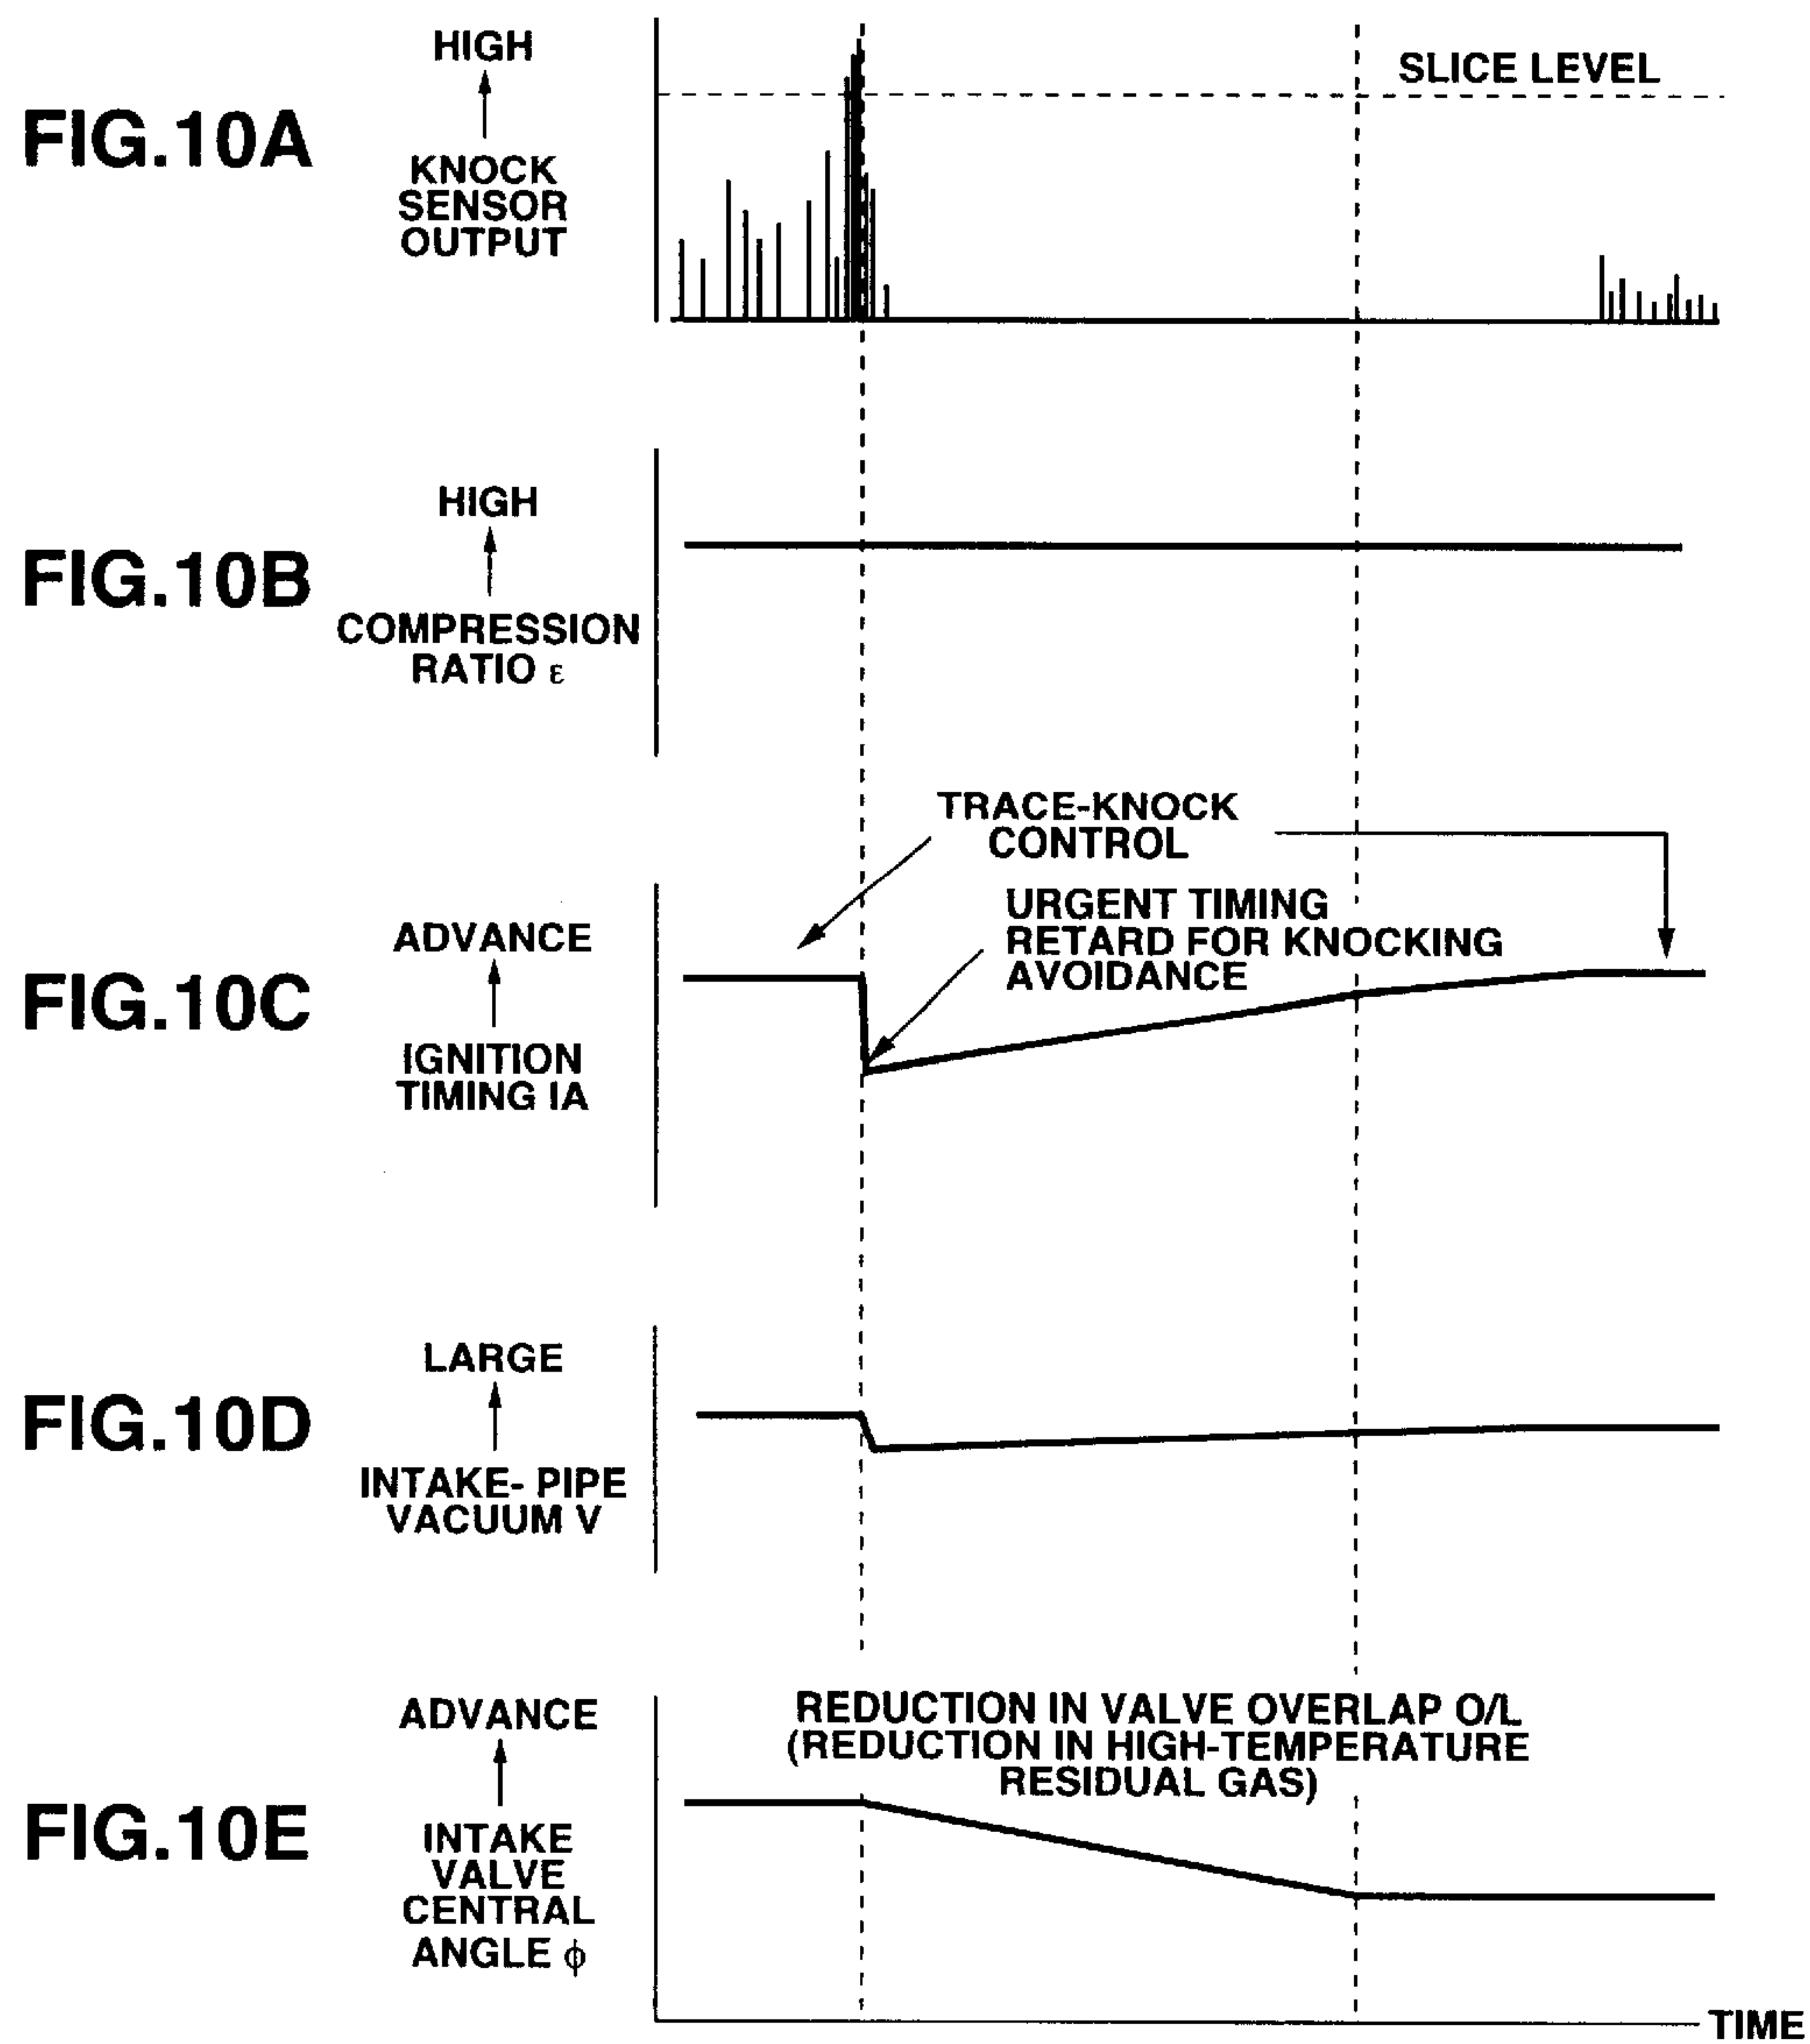 FIG.10A
HIGH
KNOCK
SENSOR
OUTPUT
SLICE LEVEL
FIG.10B
HIGH
COMPRESSION
RATIO ε
FIG.10C
ADVANCE
IGNITION
TIMING IA
TRACE-KNOCK
CONTROL
URGENT TIMING
RETARD FOR KNOCKING
AVOIDANCE
FIG.10D
LARGE
INTAKE- PIPE
VACUUM V
FIG.10E
ADVANCE
INTAKE
VALVE
CENTRAL
ANGLE ϕ
REDUCTION IN VALVE OVERLAP O/L
(REDUCTION IN HIGH-TEMPERATURE
RESIDUAL GAS)
TIME